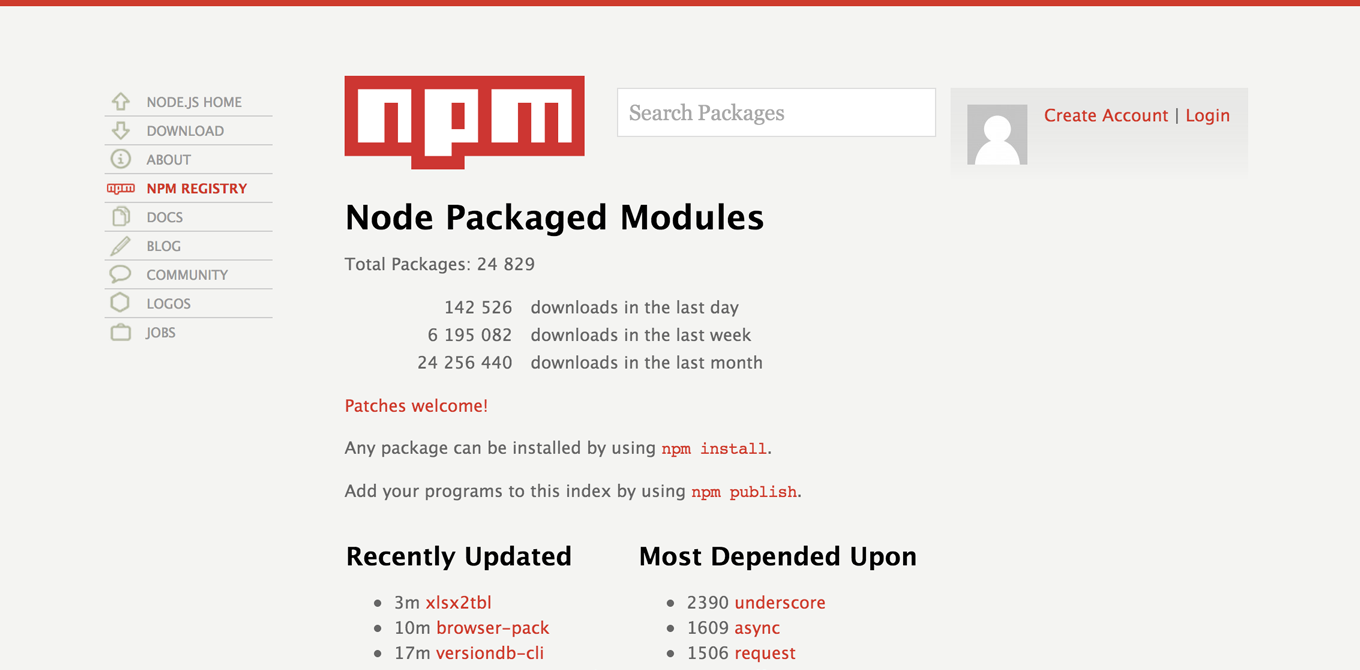 NODE.JS HOME
DOWNLOAD
ABOUT
npm NPM REGISTRY
DOCS
BLOG
COMMUNITY
LOGOS
JOBS
npm
Search Packages
Create Account | Login
Node Packaged Modules
Total Packages: 24 829
142 526 downloads in the last day
6 195 082 downloads in the last week
24 256 440 downloads in the last month
Patches welcome!
Any package can be installed by using npm install.
Add your programs to this index by using npm publish.
Recently Updated
3m xlsx2tbl
10m browser-pack
17m versiondb-cli
Most Depended Upon
2390 underscore
1609 async
1506 request